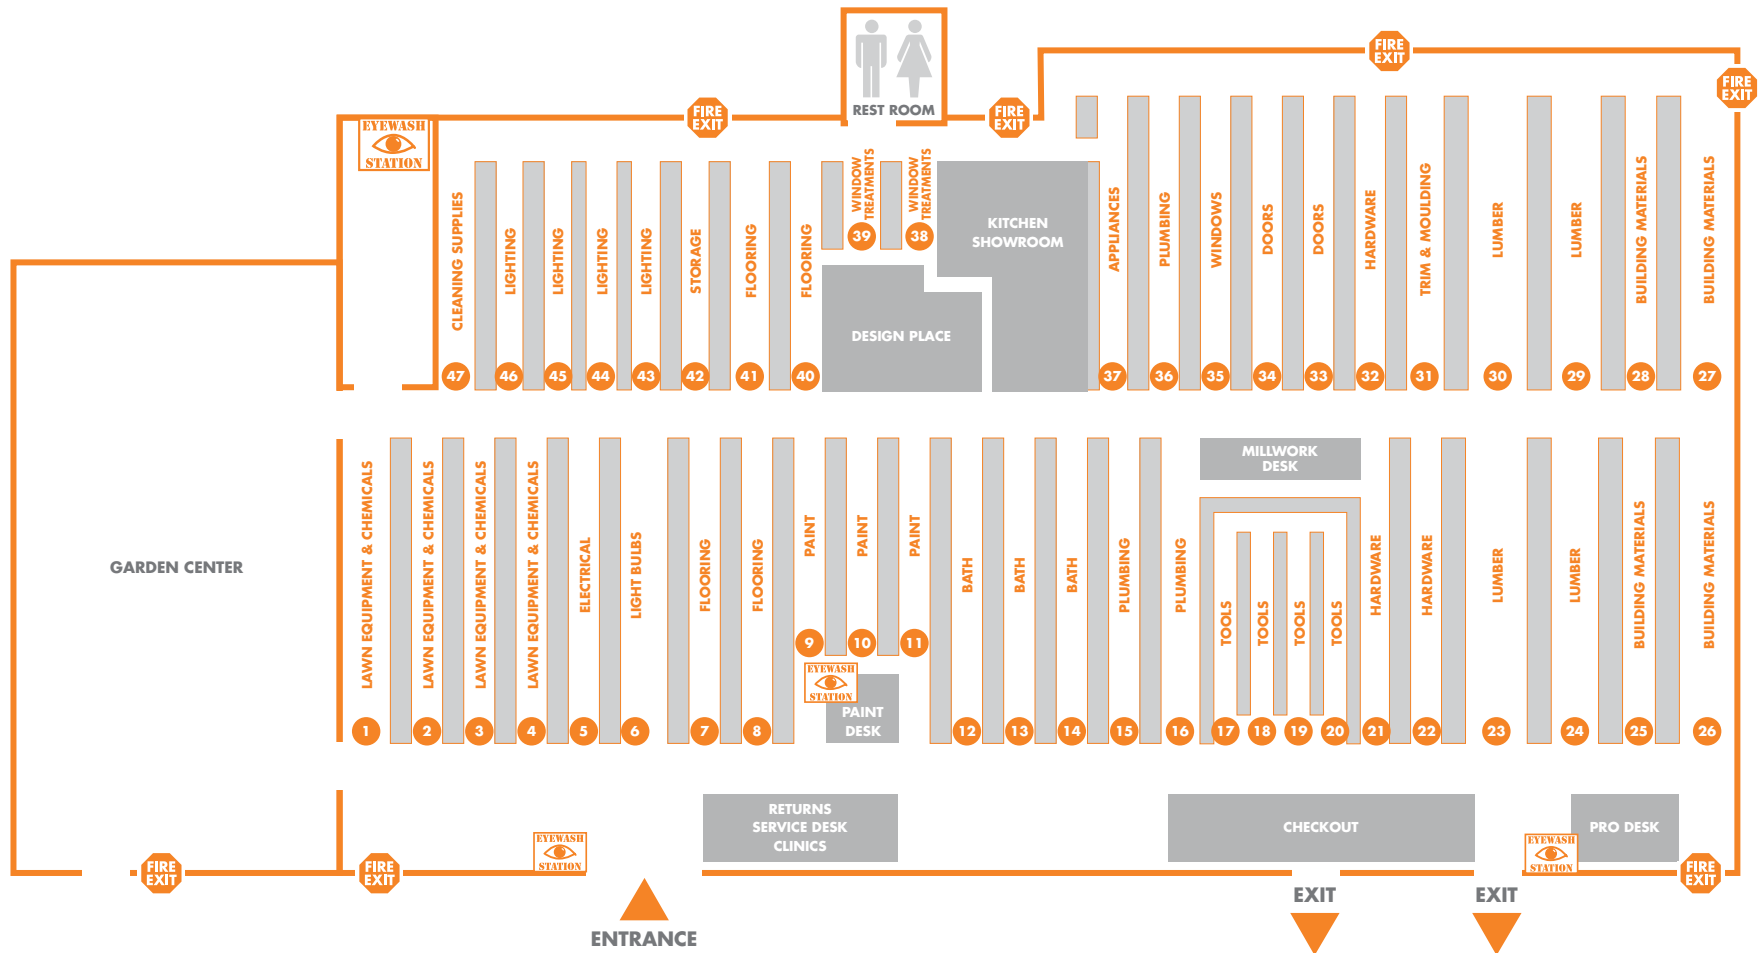 REST ROOM
FIRE
EXIT
FIRE
EXIT
FIRE
EXIT
FIRE
EXIT
EYEWASH
STATION
CLEANING SUPPLIES
LIGHTING
LIGHTING
LIGHTING
LIGHTING
STORAGE
FLOORING
FLOORING
WINDOW
TREATMENTS
WINDOW
TREATMENTS
39
38
KITCHEN
SHOWROOM
DESIGN PLACE
APPLIANCES
PLUMBING
WINDOWS
DOORS
DOORS
HARDWARE
TRIM & MOULDING
LUMBER
LUMBER
BUILDING MATERIALS
BUILDING MATERIALS
47
46
45
44
43
42
41
40
37
36
35
34
33
32
31
30
29
28
27
GARDEN CENTER
LAWN EQUIPMENT & CHEMICALS
LAWN EQUIPMENT & CHEMICALS
LAWN EQUIPMENT & CHEMICALS
LAWN EQUIPMENT & CHEMICALS
ELECTRICAL
LIGHT BULBS
FLOORING
FLOORING
PAINT
PAINT
PAINT
9
10
11
EYEWASH
STATION
PAINT
DESK
BATH
BATH
BATH
PLUMBING
PLUMBING
MILLWORK
DESK
TOOLS
TOOLS
TOOLS
TOOLS
HARDWARE
HARDWARE
LUMBER
LUMBER
BUILDING MATERIALS
BUILDING MATERIALS
1
2
3
4
5
6
7
8
12
13
14
15
16
17
18
19
20
21
22
23
24
25
26
RETURNS
SERVICE DESK
CLINICS
CHECKOUT
PRO DESK
EYEWASH
STATION
EYEWASH
STATION
FIRE
EXIT
FIRE
EXIT
FIRE
EXIT
ENTRANCE
EXIT
EXIT